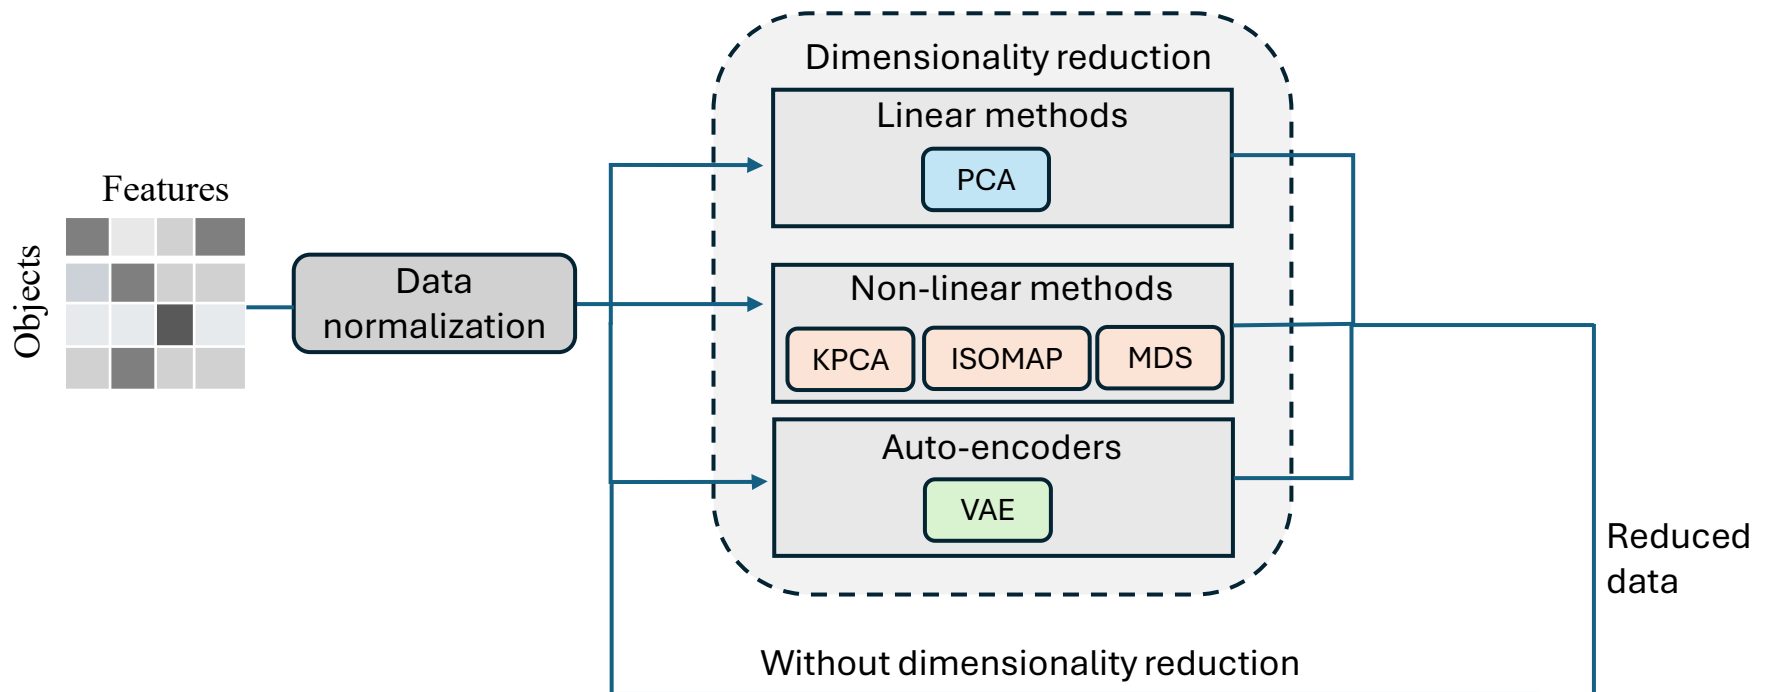 Features
Objects
Data
normalization
Dimensionality reduction
Linear methods
PCA
Non-linear methods
KPCA
ISOMAP
MDS
Auto-encoders
VAE
Reduced
data
Without dimensionality reduction